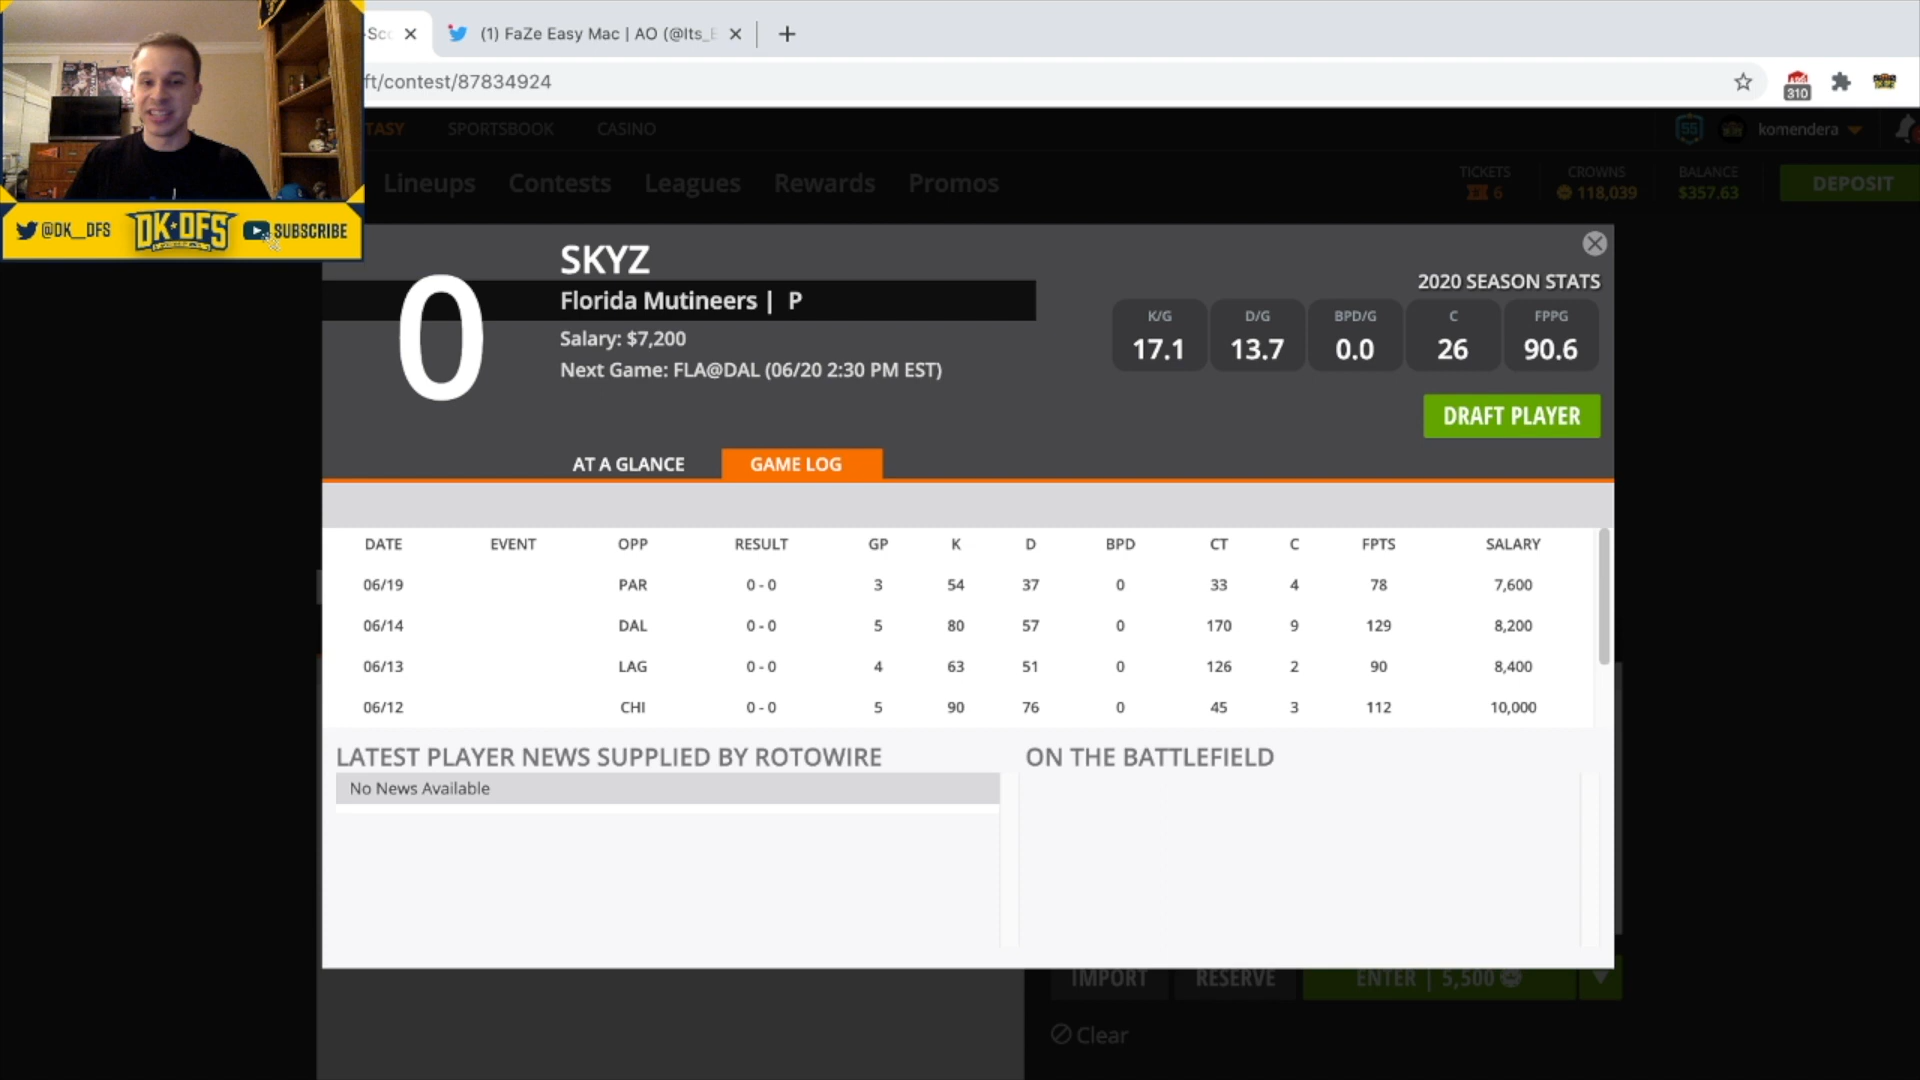 (1) FaZe Easy Mac | AO (@Its_E
ft/contest/87834924
310
TASY SPORTSBOOK CASINO
55 komendera
Lineups Contests Leagues Rewards Promos
TICKETS 6
CROWNS 118,039
BALANCE $357.63
DEPOSIT
@DK__DFS DK DFS SUBSCRIBE
0
SKYZ
Florida Mutineers | P
Salary: $7,200
Next Game: FLA@DAL (06/20 2:30 PM EST)
2020 SEASON STATS
K/G D/G BPD/G C FPPG
17.1 13.7 0.0 26 90.6
DRAFT PLAYER
AT A GLANCE GAME LOG
DATE EVENT OPP RESULT GP K D BPD CT C FPTS SALARY
06/19 PAR 0 - 0 3 54 37 0 33 4 78 7,600
06/14 DAL 0 - 0 5 80 57 0 170 9 129 8,200
06/13 LAG 0 - 0 4 63 51 0 126 2 90 8,400
06/12 CHI 0 - 0 5 90 76 0 45 3 112 10,000
LATEST PLAYER NEWS SUPPLIED BY ROTOWIRE
No News Available
ON THE BATTLEFIELD
IMPORT RESERVE ENTER | 5,500
Clear